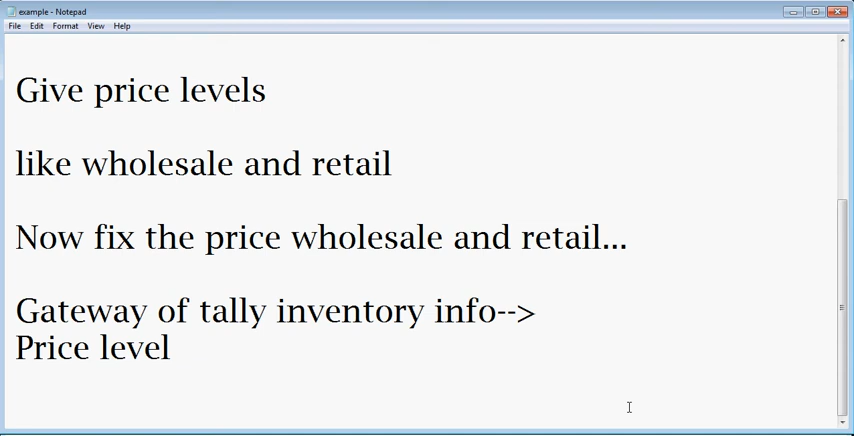 example - Notepad
File Edit Format View Help
Give price levels
like wholesale and retail
Now fix the price wholesale and retail...
Gateway of tally inventory info-->
Price level